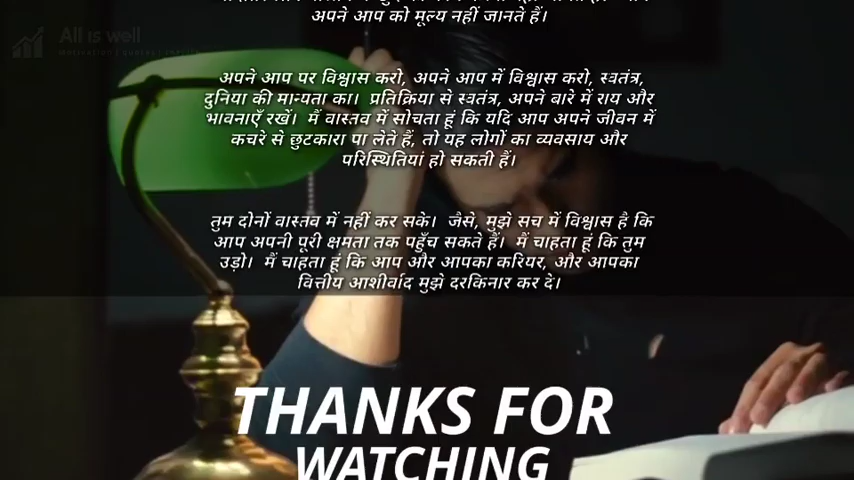 अपने आप को मूल्य नहीं जानते हैं।
All is well
अपने आप पर विश्वास करो, अपने आप में विश्वास करो, स्वतंत्र,
दुनिया की मान्यता का।  प्रतिक्रिया से स्वतंत्र, अपने बारे में राय और
भावनाएँ रखें।  मैं वास्तव में सोचता हूं कि यदि आप अपने जीवन में
कचरे से छुटकारा पा लेते हैं, तो यह लोगों का व्यवसाय और
परिस्थितियां हो सकती हैं।
तुम दोनों वास्तव में नहीं कर सके।  जैसे, मुझे सच में विश्वास है कि
आप अपनी पूरी क्षमता तक पहुँच सकते हैं।  मैं चाहता हूं कि तुम
उड़ो।  मैं चाहता हूं कि आप और आपका करियर, और आपका
वित्तीय आशीर्वाद मुझे दरकिनार कर दे।
THANKS FOR
WATCHING